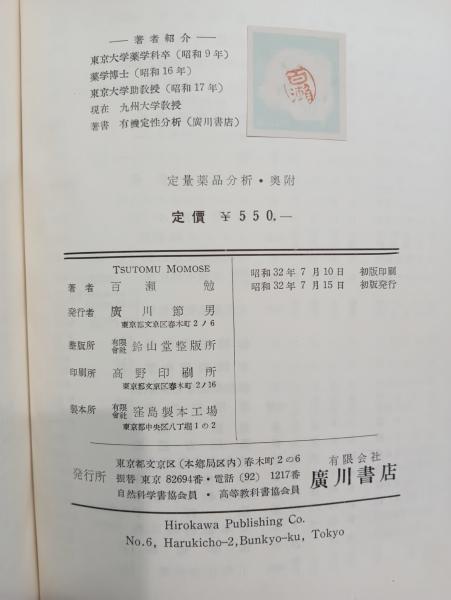 —— 著者紹介 ——
東京大学薬学科卒（昭和9年）
薬学博士（昭和16年）
東京大学助教授（昭和17年）
現在 九州大学教授
著書 有機定性分析（廣川書店）
百瀬
定量薬品分析・奥附
定價 ￥550.—
TSUTOMU MOMOSE
著者 百瀬勉
昭和32年7月10日 初版印刷
昭和32年7月15日 初版発行
発行者 廣川節男
東京都文京区春木町2ノ6
整版所 有限會社 鈴山堂整版所
印刷所 高野印刷所
東京都文京区春木町2ノ16
製本所 有限會社 窪島製本工場
東京都中央区八丁堀1の2
発行所
東京都文京区（本郷局区内）春木町2の6
振替 東京 82694番・電話（92）1217番
自然科学書協会員・高等教科書協会員
有限会社
廣川書店
Hirokawa Publishing Co.
No.6, Harukicho-2,Bunkyo-ku, Tokyo